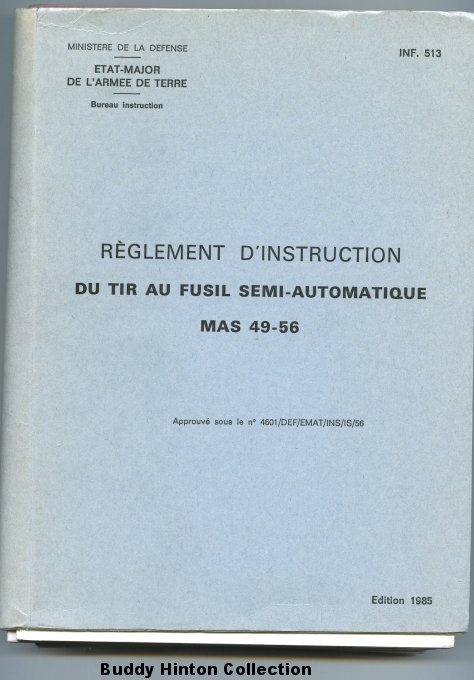 MINISTERE DE LA DEFENSE
INF. 513
ETAT-MAJOR
DE L'ARMEE DE TERRE
Bureau instruction
RÈGLEMENT D'INSTRUCTION
DU TIR AU FUSIL SEMI-AUTOMATIQUE
MAS 49-56
Approuvé sous le n° 4601/DEF/EMAT/INS/IS/56
Edition 1985
Buddy Hinton Collection